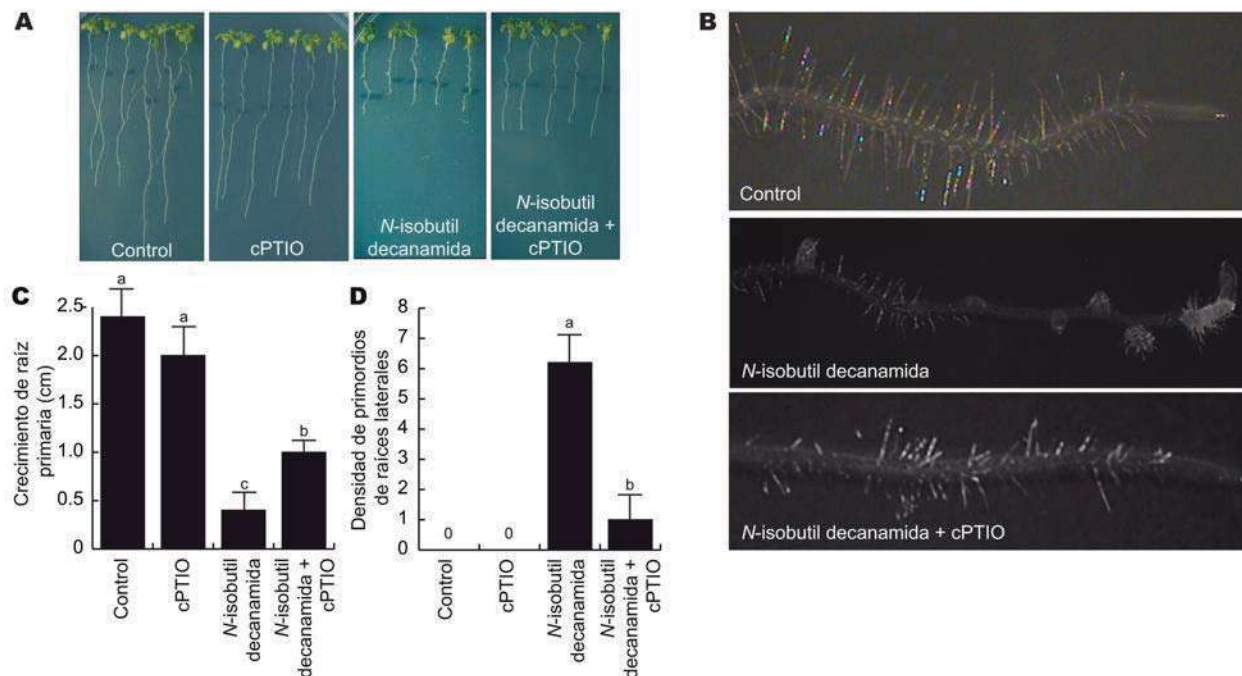 A
Control
cPTIO
N-isobutil
decanamida
N-isobutil
decanamida +
cPTIO
B
Control
N-isobutil decanamida
N-isobutil decanamida + cPTIO
C
Crecimiento de raíz
primaria (cm)
2.5
2.0
1.5
1.0
0.5
0
a
a
c
b
Control
cPTIO
N-isobutil
decanamida
N-isobutil
decanamida +
cPTIO
D
Densidad de primordios
de raíces laterales
8
7
6
5
4
3
2
1
0
0
0
a
b
Control
cPTIO
N-isobutil
decanamida
N-isobutil
decanamida +
cPTIO